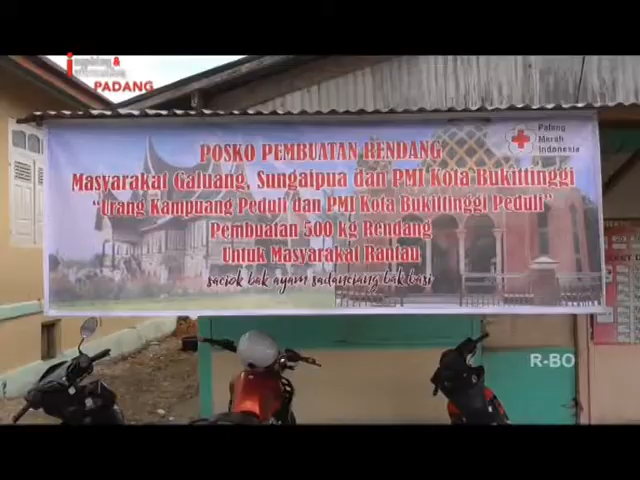 Inspiring &
Informative
PADANG
Palang
Merah
Indonesia
POSKO PEMBUATAN RENDANG
Masyarakat Galuang, Sungaipua dan PMI Kota Bukittinggi
"Urang Kampuang Peduli dan PMI Kota Bukittinggi Peduli"
Pembuatan 500 kg Rendang
Untuk Masyarakat Rantau
saciok bak ayam sadanciang bak basi
R-BO